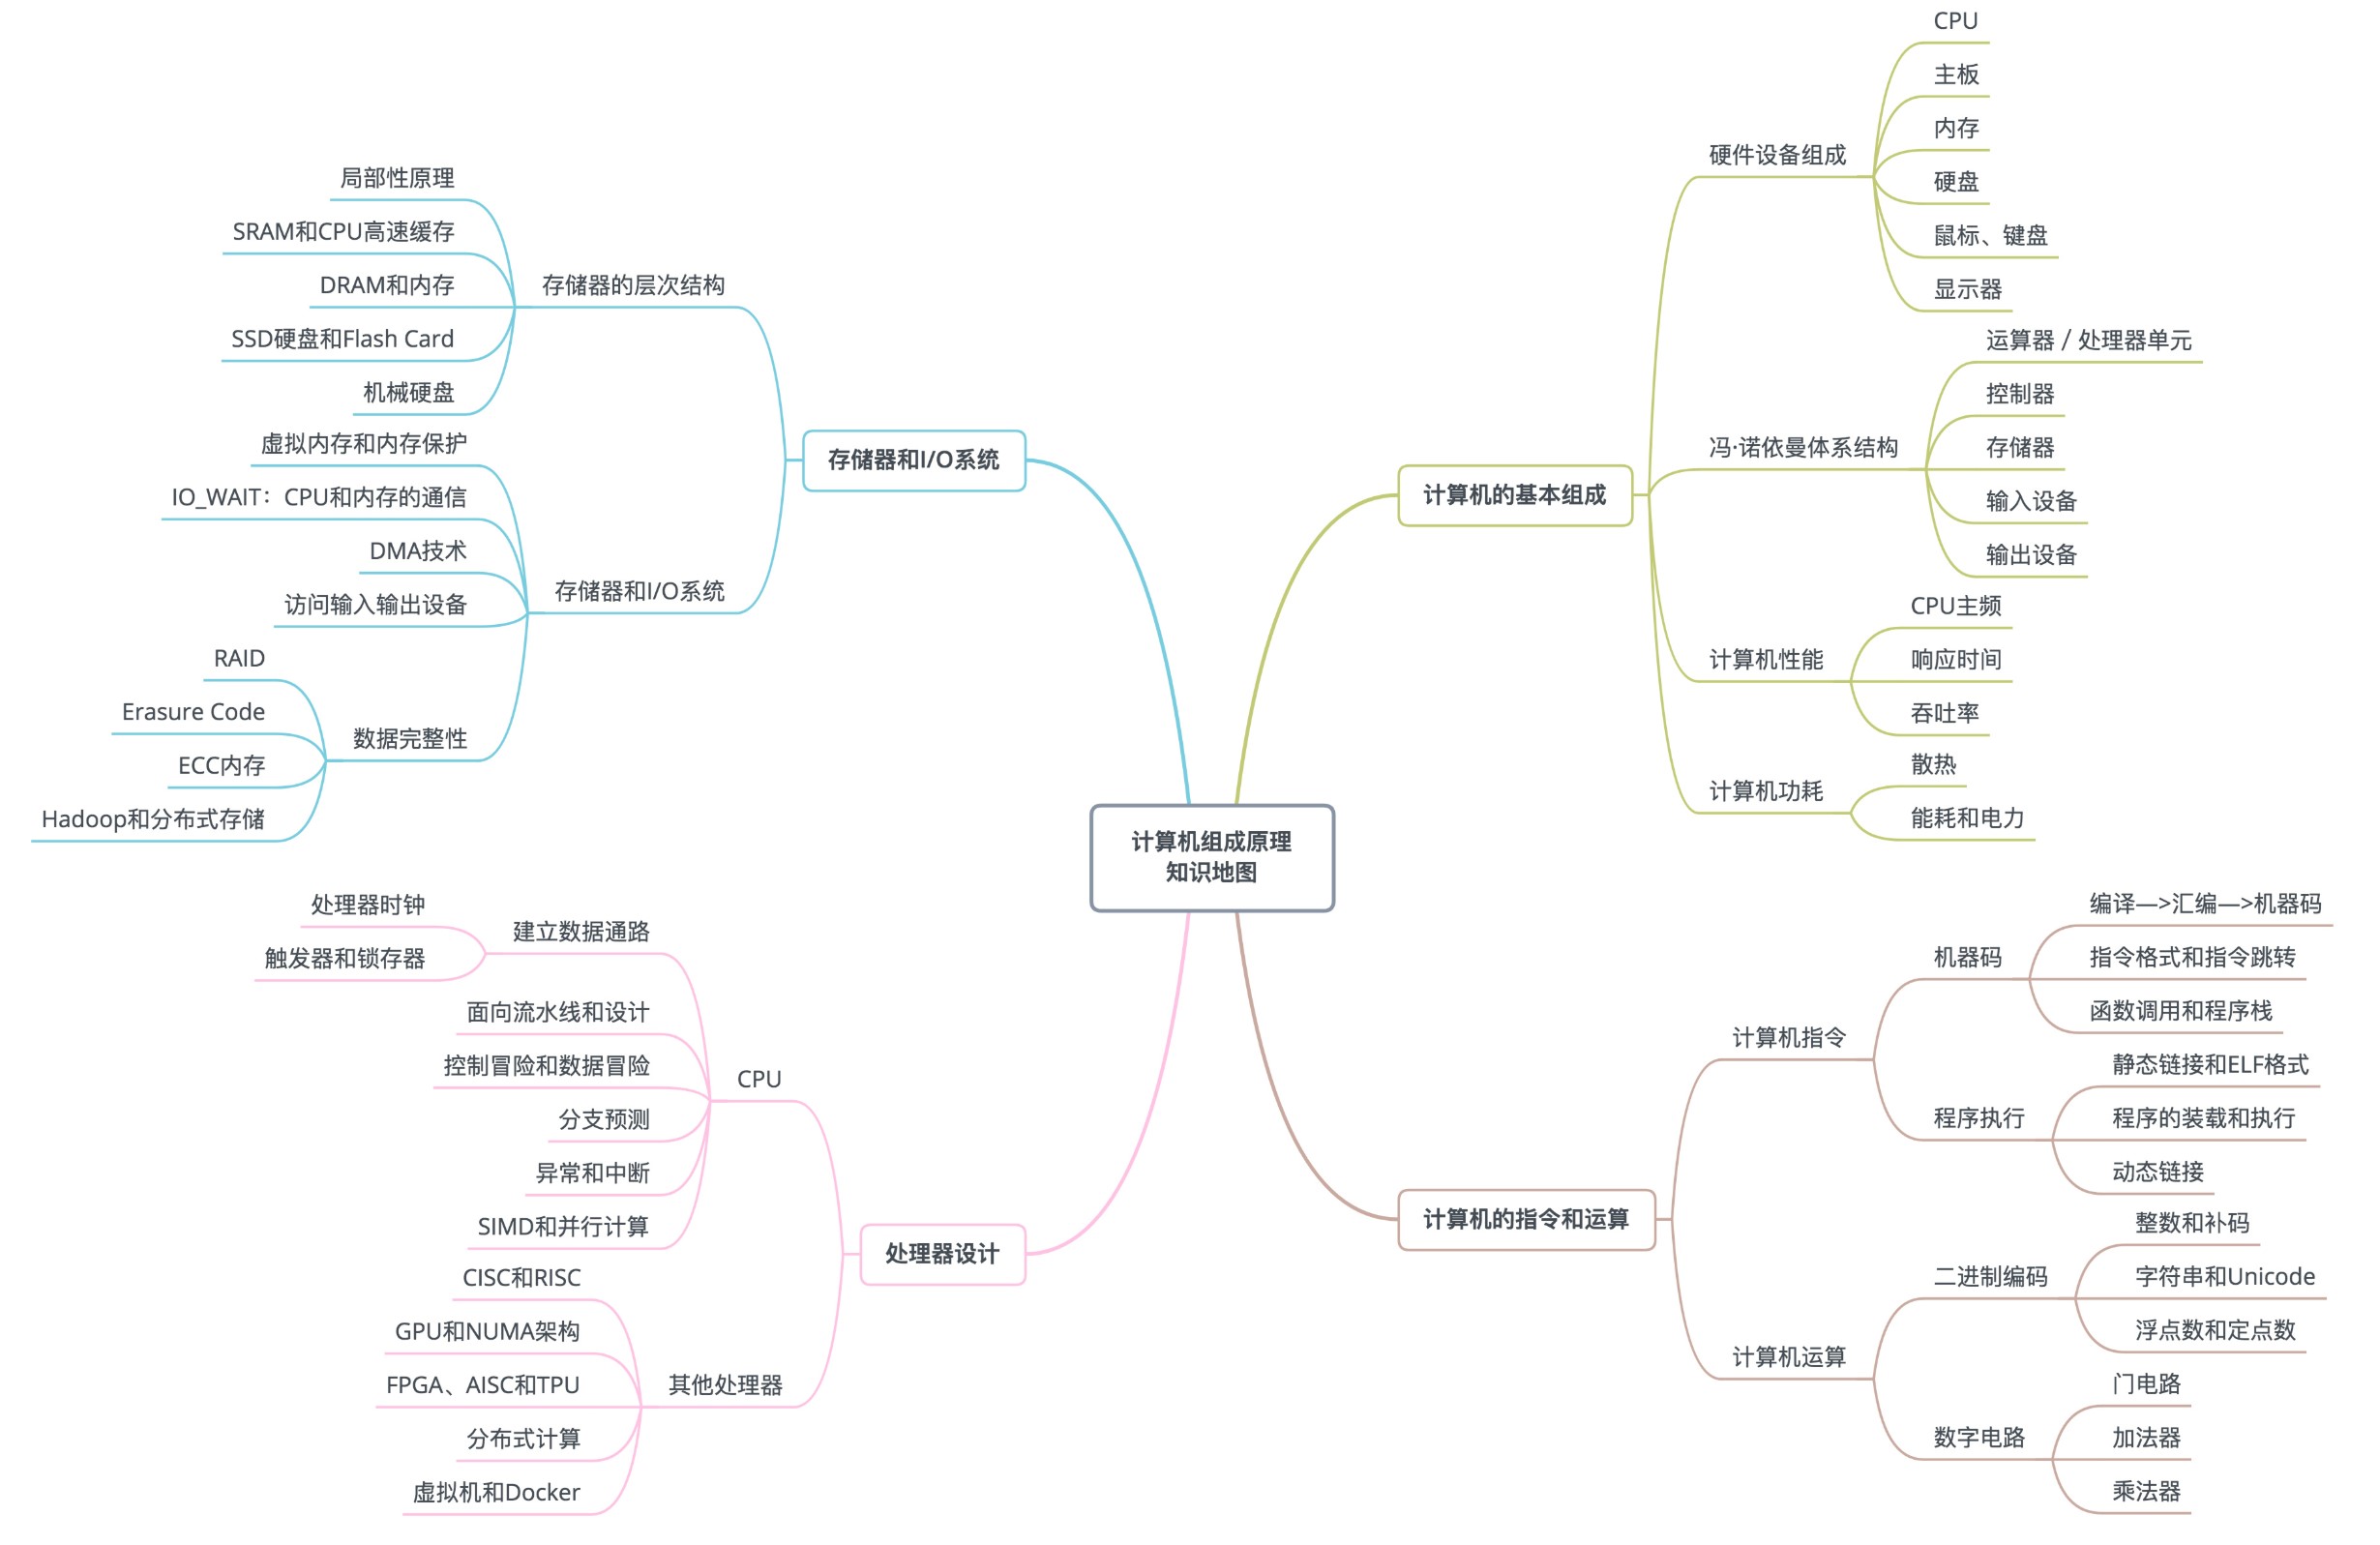 计算机组成原理
知识地图
计算机的基本组成
硬件设备组成
CPU
主板
内存
硬盘
鼠标、键盘
显示器
冯·诺依曼体系结构
运算器 / 处理器单元
控制器
存储器
输入设备
输出设备
计算机性能
CPU主频
响应时间
吞吐率
计算机功耗
散热
能耗和电力
计算机的指令和运算
计算机指令
机器码
编译—>汇编—>机器码
指令格式和指令跳转
函数调用和程序栈
程序执行
静态链接和ELF格式
程序的装载和执行
动态链接
计算机运算
二进制编码
整数和补码
字符串和Unicode
浮点数和定点数
数字电路
门电路
加法器
乘法器
存储器和I/O系统
存储器的层次结构
局部性原理
SRAM和CPU高速缓存
DRAM和内存
SSD硬盘和Flash Card
机械硬盘
存储器和I/O系统
虚拟内存和内存保护
IO_WAIT：CPU和内存的通信
DMA技术
访问输入输出设备
数据完整性
RAID
Erasure Code
ECC内存
Hadoop和分布式存储
处理器设计
CPU
建立数据通路
处理器时钟
触发器和锁存器
面向流水线和设计
控制冒险和数据冒险
分支预测
异常和中断
SIMD和并行计算
其他处理器
CISC和RISC
GPU和NUMA架构
FPGA、AISC和TPU
分布式计算
虚拟机和Docker